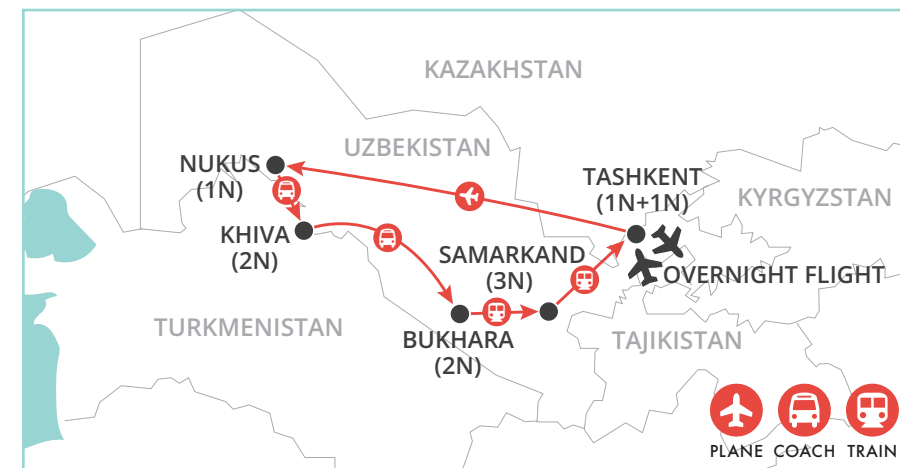 KAZAKHSTAN
UZBEKISTAN
NUKUS
(1N)
TASHKENT
(1N+1N)
KYRGYZSTAN
KHIVA
(2N)
SAMARKAND
(3N)
OVERNIGHT FLIGHT
TURKMENISTAN
BUKHARA
(2N)
TAJIKISTAN
PLANE COACH TRAIN